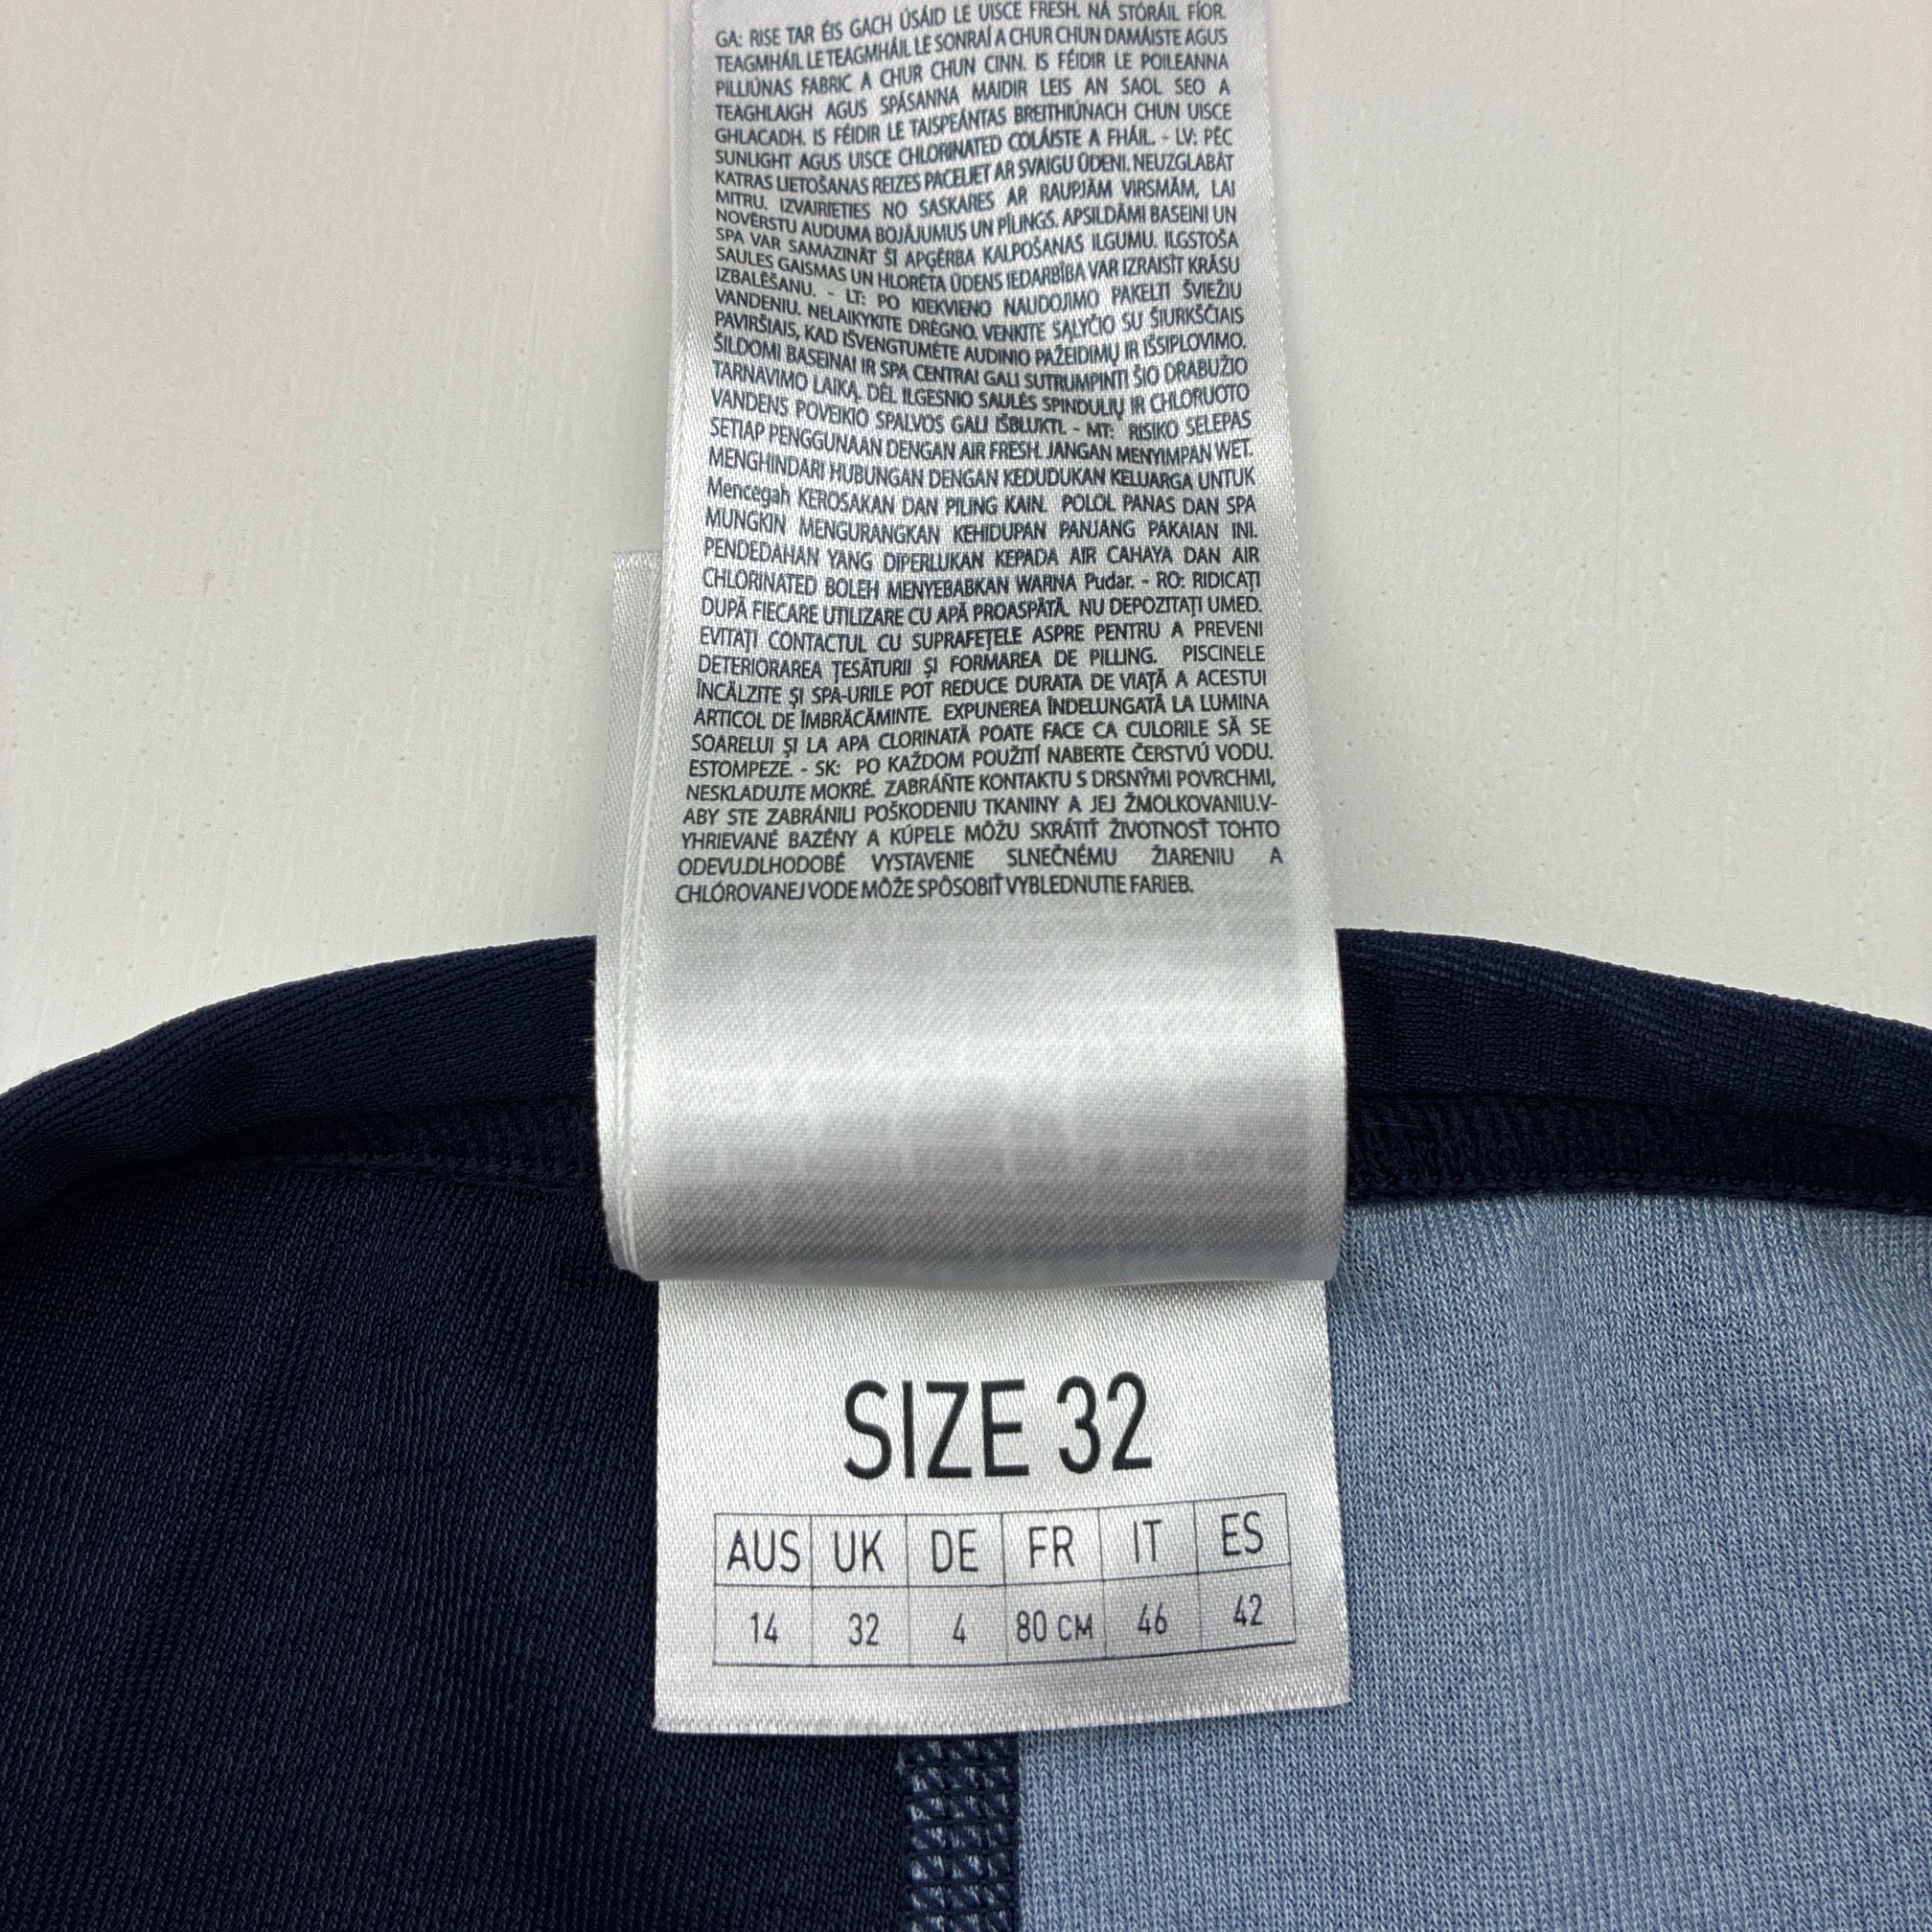 GA: RISE TAR ÉIS GACH ÚSÁID LE UISCE FRESH. NÁ STÓRÁIL FÍOR.
TEAGMHÁIL LE TEAGMHÁIL LE SONRAÍ A CHUR CHUN DAMÁISTE AGUS
PILLIÚNAS FABRIC A CHUR CHUN CINN. IS FÉIDIR LE POILEANNA
TEAGHLAIGH AGUS SPÁSANNA MAIDIR LEIS AN SAOL SEO A
GHLACADH. IS FÉIDIR LE TAISPEÁNTAS BREITHIÚNACH CHUN UISCE
SUNLIGHT AGUS UISCE CHLORINATED COLÁISTE A FHÁIL. - LV: PĒC
KATRAS LIETOŠANAS REIZES PACELIET AR SVAIGU ŪDENI. NEUZGLABĀT
MITRU. IZVAIRIETIES NO SASKARES AR RAUPJĀM VIRSMĀM, LAI
NOVĒRSTU AUDUMA BOJĀJUMUS UN PĪLINGS. APSILDĀMI BASEINI UN
SPA VAR SAMAZINĀT ŠĪ APĢĒRBA KALPOŠANAS ILGUMU. ILGSTOŠA
SAULES GAISMAS UN HLORĒTA ŪDENS IEDARBĪBA VAR IZRAISĪT KRĀSU
IZBALĒŠANU. - LT: PO KIEKVIENO NAUDOJIMO PAKELTI ŠVIEŽIU
VANDENIU. NELAIKYKITE DRĖGNO. VENKITE SĄLYČIO SU ŠIURKŠČIAIS
PAVIRŠIAIS, KAD IŠVENGTUMĖTE AUDINIO PAŽEIDIMŲ IR IŠSIPLOVIMO.
ŠILDOMI BASEINAI IR SPA CENTRAI GALI SUTRUMPINTI ŠIO DRABUŽIO
TARNAVIMO LAIKĄ. DĖL ILGESNIO SAULĖS SPINDULIŲ IR CHLORUOTO
VANDENS POVEIKIO SPALVOS GALI IŠBLUKTI. - MT: RISIKO SELEPAS
SETIAP PENGGUNAAN DENGAN AIR FRESH. JANGAN MENYIMPAN WET.
MENGHINDARI HUBUNGAN DENGAN KEDUDUKAN KELUARGA UNTUK
Mencegah KEROSAKAN DAN PILING KAIN. POLOL PANAS DAN SPA
MUNGKIN MENGURANGKAN KEHIDUPAN PANJANG PAKAIAN INI.
PENDEDAHAN YANG DIPERLUKAN KEPADA AIR CAHAYA DAN AIR
CHLORINATED BOLEH MENYEBABKAN WARNA Pudar. - RO: RIDICAȚI
DUPĂ FIECARE UTILIZARE CU APĂ PROASPĂTĂ. NU DEPOZITAȚI UMED.
EVITAȚI CONTACTUL CU SUPRAFEȚELE ASPRE PENTRU A PREVENI
DETERIORAREA ȚESĂTURII ȘI FORMAREA DE PILLING. PISCINELE
ÎNCĂLZITE ȘI SPA-URILE POT REDUCE DURATA DE VIAȚĂ A ACESTUI
ARTICOL DE ÎMBRĂCĂMINTE. EXPUNEREA ÎNDELUNGATĂ LA LUMINA
SOARELUI ȘI LA APA CLORINATĂ POATE FACE CA CULORILE SĂ SE
ESTOMPEZE. - SK: PO KAŽDOM POUŽITÍ NABERTE ČERSTVÚ VODU.
NESKLADUJTE MOKRÉ. ZABRÁŇTE KONTAKTU S DRSNÝMI POVRCHMI,
ABY STE ZABRÁNILI POŠKODENIU TKANINY A JEJ ŽMOLKOVANIU.V-
YHRIEVANÉ BAZÉNY A KÚPELE MÔŽU SKRÁTIŤ ŽIVOTNOSŤ TOHTO
ODEVU.DLHODOBÉ VYSTAVENIE SLNEČNÉMU ŽIARENIU A
CHLÓROVANEJ VODE MÔŽE SPÔSOBIŤ VYBLEDNUTIE FARIEB.
SIZE 32
AUS UK DE FR IT ES
14 32 4 80 CM 46 42